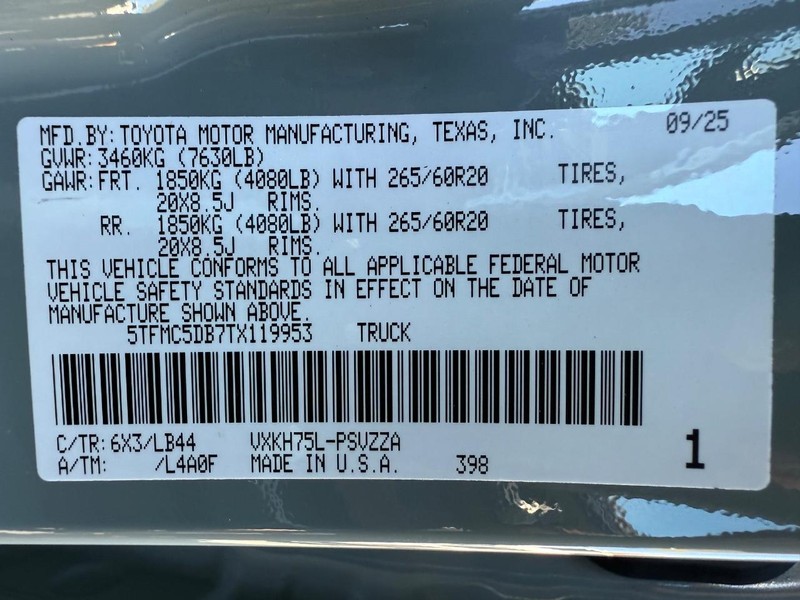 MFD.BY:TOYOTA MOTOR MANUFACTURING, TEXAS, INC. 09/25
GVWR:3460KG (7630LB)
GAWR:FRT. 1850KG (4080LB) WITH 265/60R20 TIRES,
20X8.5J RIMS.
RR. 1850KG (4080LB) WITH 265/60R20 TIRES,
20X8.5J RIMS.
THIS VEHICLE CONFORMS TO ALL APPLICABLE FEDERAL MOTOR
VEHICLE SAFETY STANDARDS IN EFFECT ON THE DATE OF
MANUFACTURE SHOWN ABOVE.
5TFMC5DB7TX119953 TRUCK
C/TR:6X3/LB44 VXKH75L-PSVZZA
A/TM: /L4A0F MADE IN U.S.A. 398 1